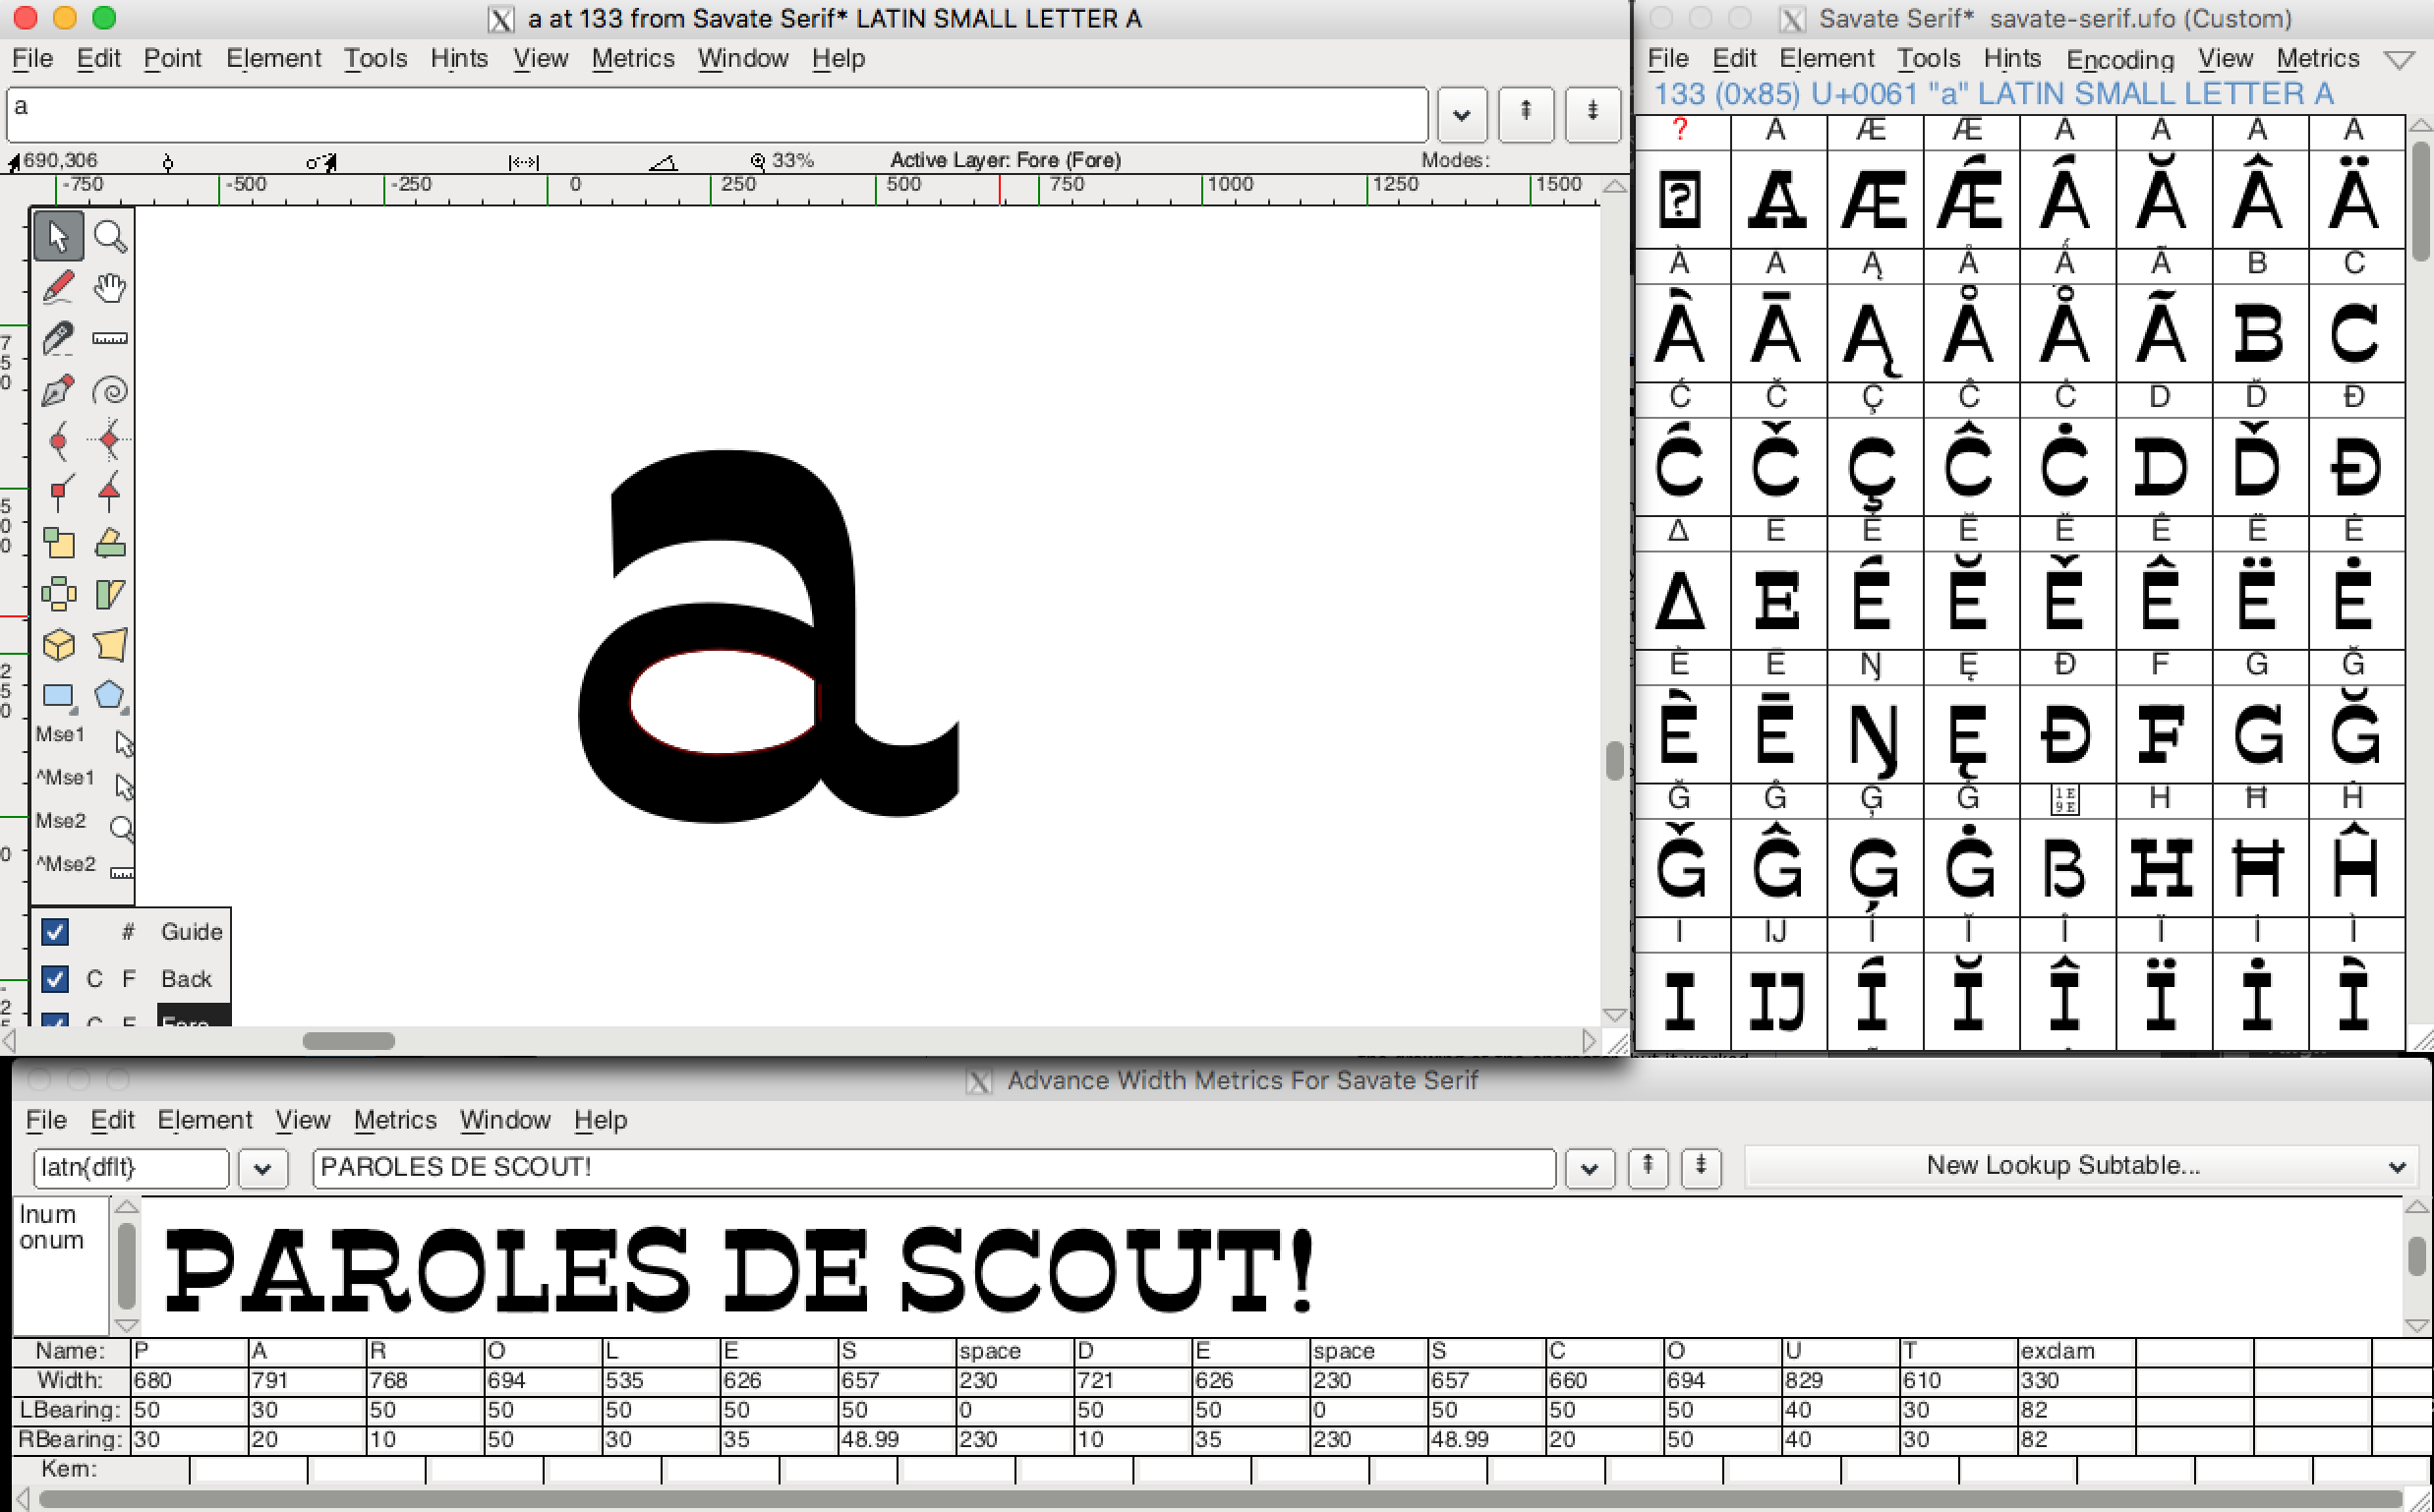 a at 133 from Savate Serif* LATIN SMALL LETTER A
File Edit Point Element Tools Hints View Metrics Window Help
a
690,306 33% Active Layer: Fore (Fore) Modes:
-750 -500 -250 0 250 500 750 1000 1250 1500
a
Mse1
^Mse1
Mse2
^Mse2
# Guide
C F Back
C F Fore
Savate Serif* savate-serif.ufo (Custom)
File Edit Element Tools Hints Encoding View Metrics
133 (0x85) U+0061 "a" LATIN SMALL LETTER A
? A Æ Æ A A A A
? A Æ Ǽ Á Ă Â Ä
À A Ą Å Å Ã B C
À Ā Ą Å Ǻ Ã B C
Ć Č Ç Ĉ Ċ D Ď Đ
Ć Č Ç Ĉ Ċ D Ď Đ
Δ E É Ĕ Ě Ê Ë Ė
Δ E É Ĕ Ě Ê Ë Ė
È Ē Ŋ Ę Đ F G Ğ
È Ē Ŋ Ę Đ F G Ğ
Ǧ Ĝ Ģ Ġ 1E9E H Ħ Ĥ
Ǧ Ĝ Ģ Ġ ẞ H Ħ Ĥ
I IJ Í Ĭ Î Ï İ Ì
I IJ Í Ĭ Î Ï İ Ì
Advance Width Metrics For Savate Serif
File Edit Element View Metrics Window Help
latn{dflt} PAROLES DE SCOUT! New Lookup Subtable...
lnum
onum
PAROLES DE SCOUT!
Name: P A R O L E S space D E space S C O U T exclam
Width: 680 791 768 694 535 626 657 230 721 626 230 657 660 694 829 610 330
LBearing: 50 30 50 50 50 50 50 0 50 50 0 50 50 50 40 30 82
RBearing: 30 20 10 50 30 35 48.99 230 10 35 230 48.99 20 50 40 30 82
Kern: